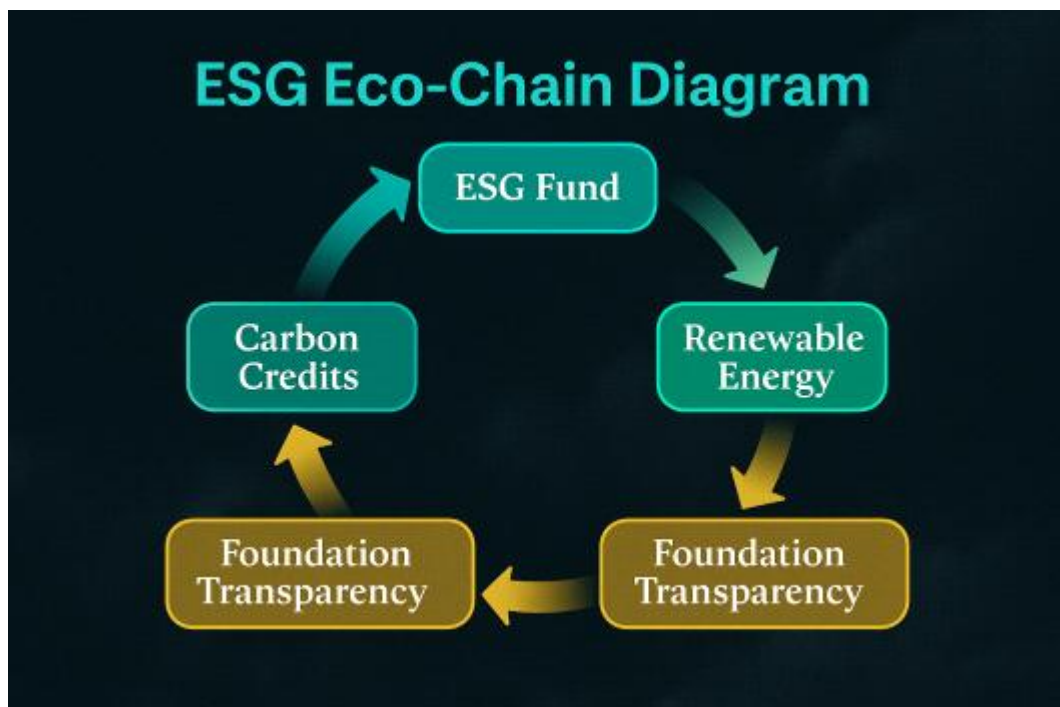 ESG Eco-Chain Diagram
ESG Fund
Carbon
Credits
Renewable
Energy
Foundation
Transparency
Foundation
Transparency